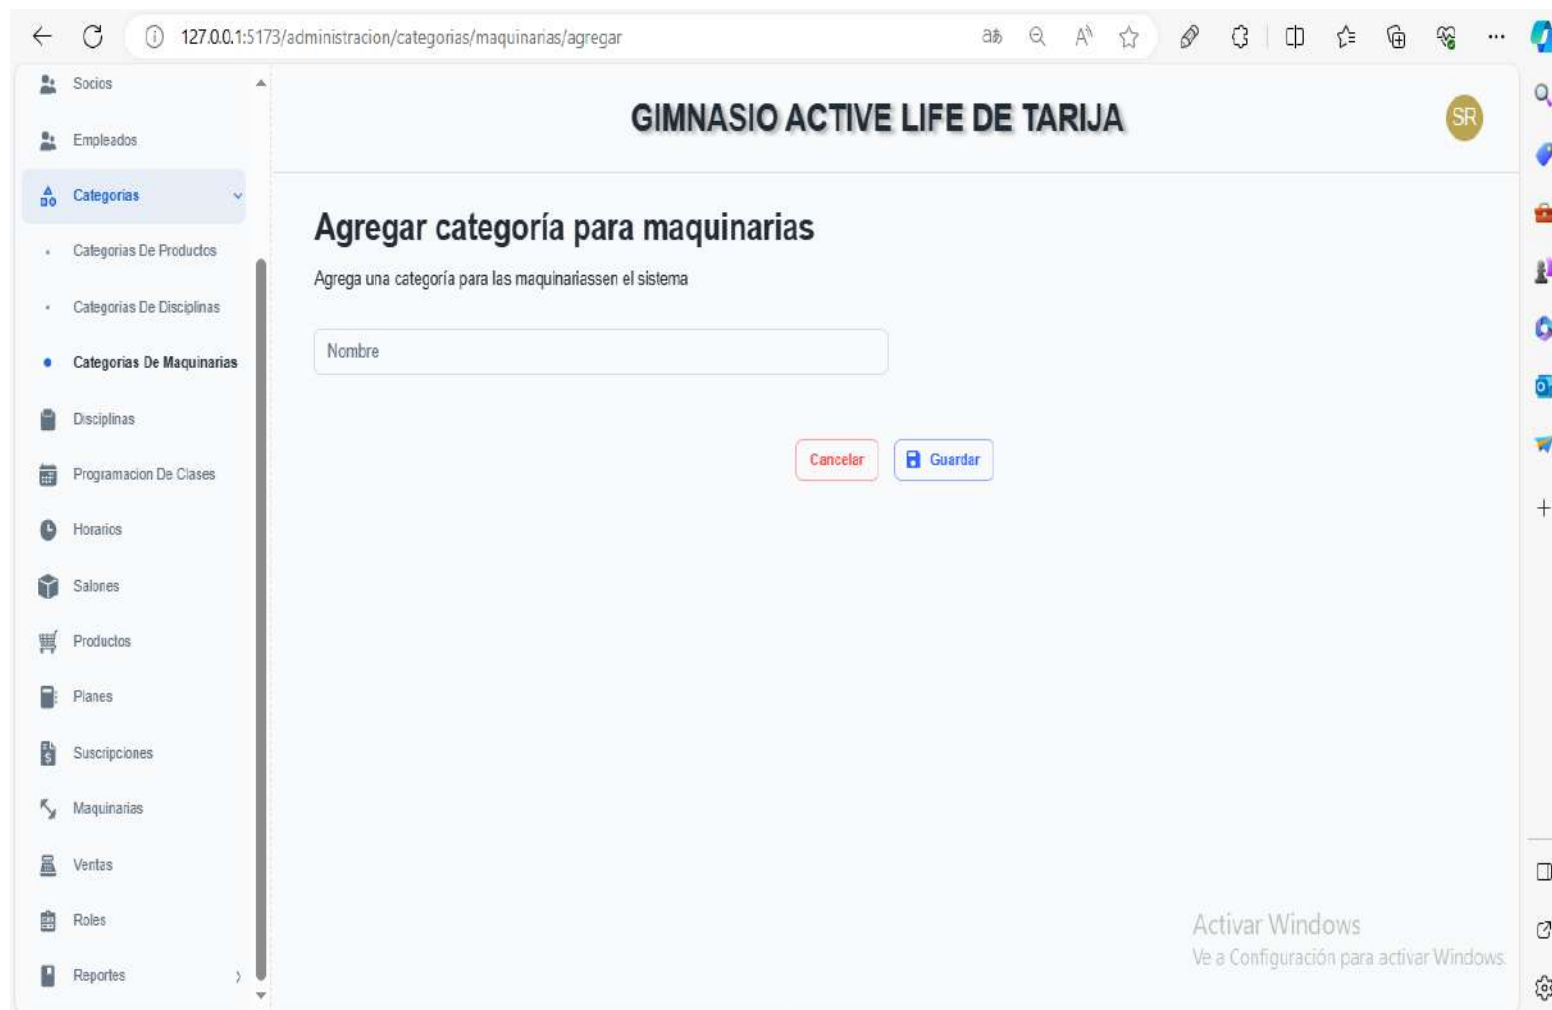 127.0.0.1:5173/administracion/categorias/maquinarias/agregar
Socios
Empleados
Categorias
Categorias De Productos
Categorias De Disciplinas
Categorias De Maquinarias
Disciplinas
Programacion De Clases
Horarios
Salones
Productos
Planes
Suscripciones
Maquinarias
Ventas
Roles
Reportes
GIMNASIO ACTIVE LIFE DE TARIJA
SR
Agregar categoría para maquinarias
Agrega una categoría para las maquinariassen el sistema
Nombre
Cancelar
Guardar
Activar Windows
Ve a Configuración para activar Windows.